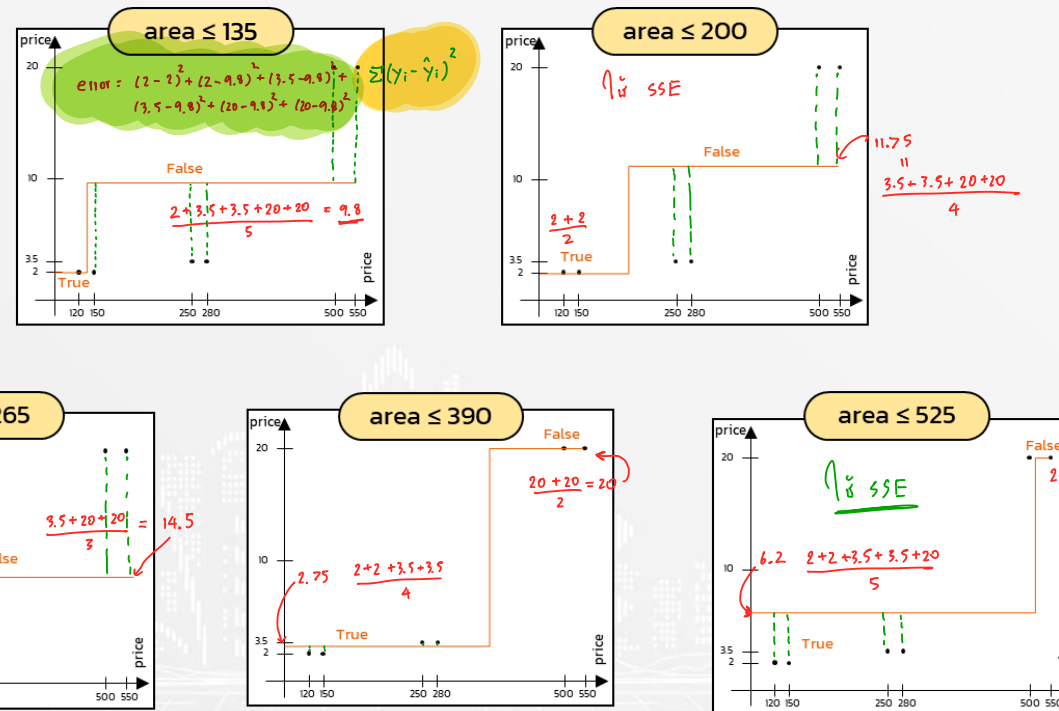 area ≤ 135
price
20
error = (2-2)² + (2-9.8)² + (3.5-9.8)² +
(3.5-9.8)² + (20-9.8)² + (20-9.8)²
Σ(yᵢ - ŷᵢ)²
False
10
2+3.5+3.5+20+20 / 5 = 9.8
3.5
2
True
price
120 150 250 280 500 550
area ≤ 200
price
20
SSE
False
11.75
=
3.5+3.5+20+20 / 4
10
2+2 / 2
True
3.5
2
price
120 150 250 280 500 550
265
3.5+20+20 / 3 = 14.5
lse
price
500 550
area ≤ 390
price
False
20
20+20 / 2 = 20
10
2.75
2+2+3.5+3.5 / 4
True
3.5
2
price
120 150 250 280 500 550
area ≤ 525
price
False
20
2
SSE
10
6.2
2+2+3.5+3.5+20 / 5
True
3.5
2
120 150 250 280 500 55